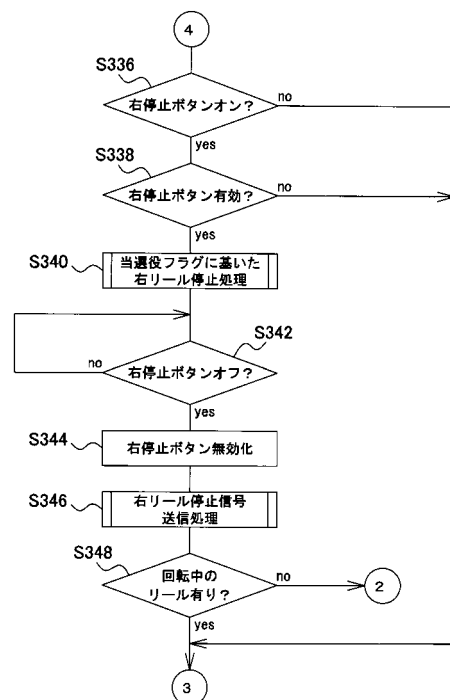 4
S336
右停止ボタンオン？
no
yes
S338
右停止ボタン有効？
no
yes
S340
当選役フラグに基いた
右リール停止処理
S342
no
右停止ボタンオフ？
yes
S344
右停止ボタン無効化
S346
右リール停止信号
送信処理
S348
回転中の
リール有り？
no
2
yes
3